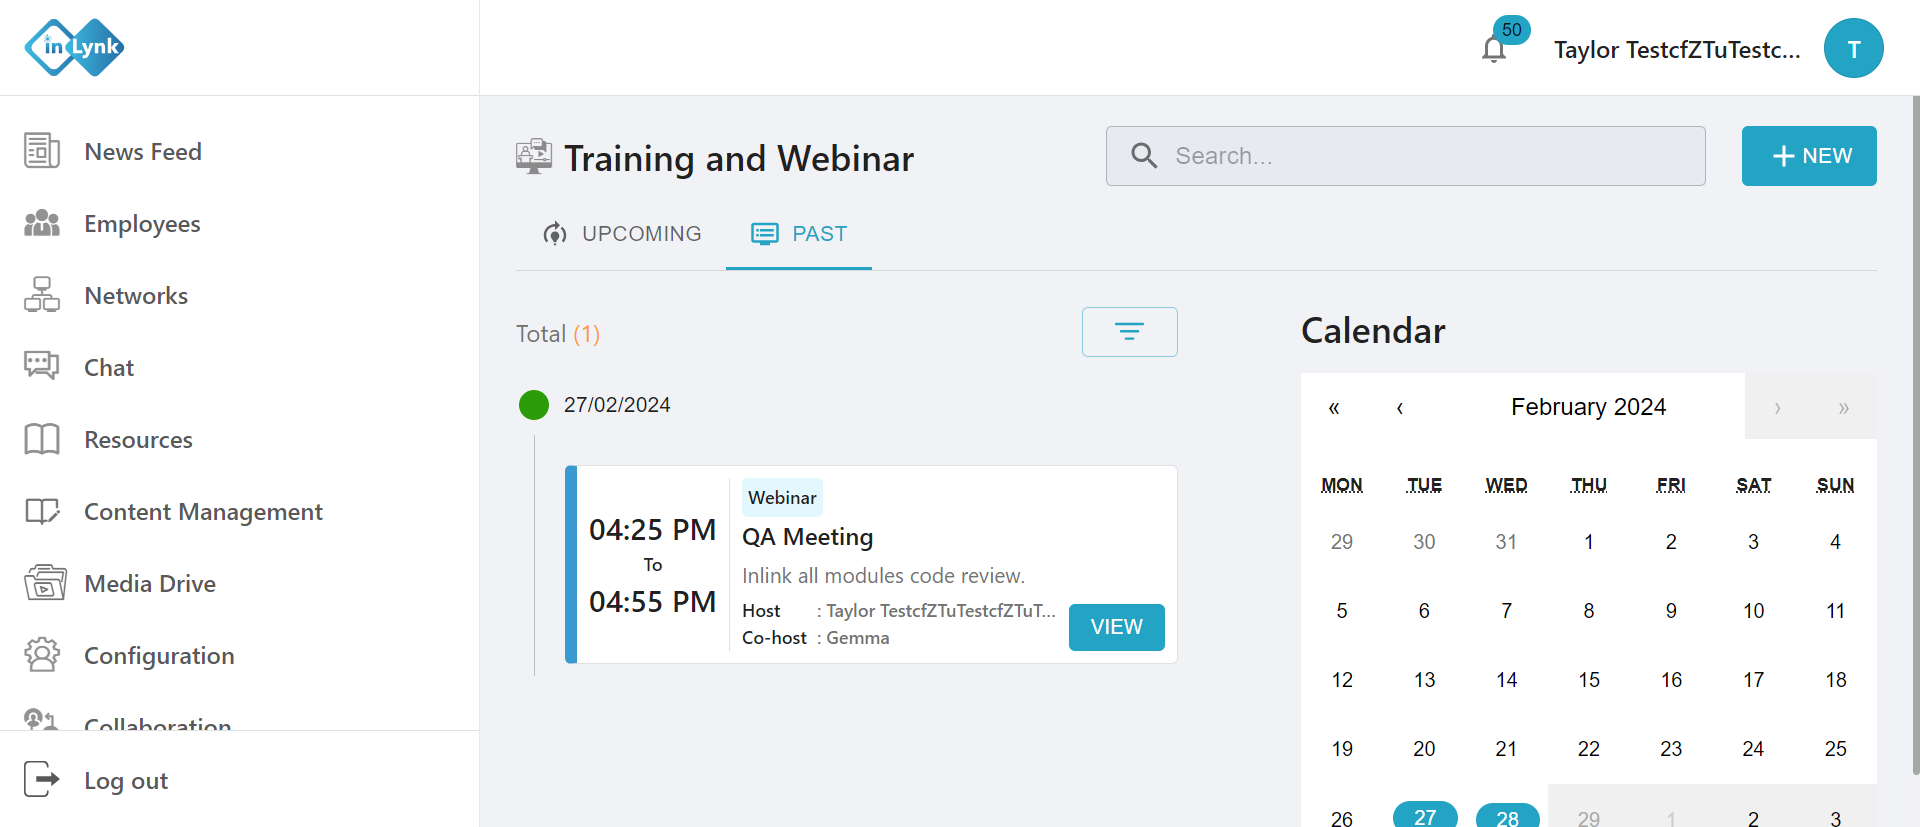 in Lynk
50
Taylor TestcfZTuTestc...
T
News Feed
Employees
Networks
Chat
Resources
Content Management
Media Drive
Configuration
Collaboration
Log out
Training and Webinar
Search...
NEW
UPCOMING
PAST
Total (1)
27/02/2024
04:25 PM
To
04:55 PM
Webinar
QA Meeting
Inlink all modules code review.
Host : Taylor TestcfZTuTestcfZTuT...
Co-host : Gemma
VIEW
Calendar
« ‹ February 2024 › »
MON TUE WED THU FRI SAT SUN
29 30 31 1 2 3 4
5 6 7 8 9 10 11
12 13 14 15 16 17 18
19 20 21 22 23 24 25
26 27 28 29 1 2 3